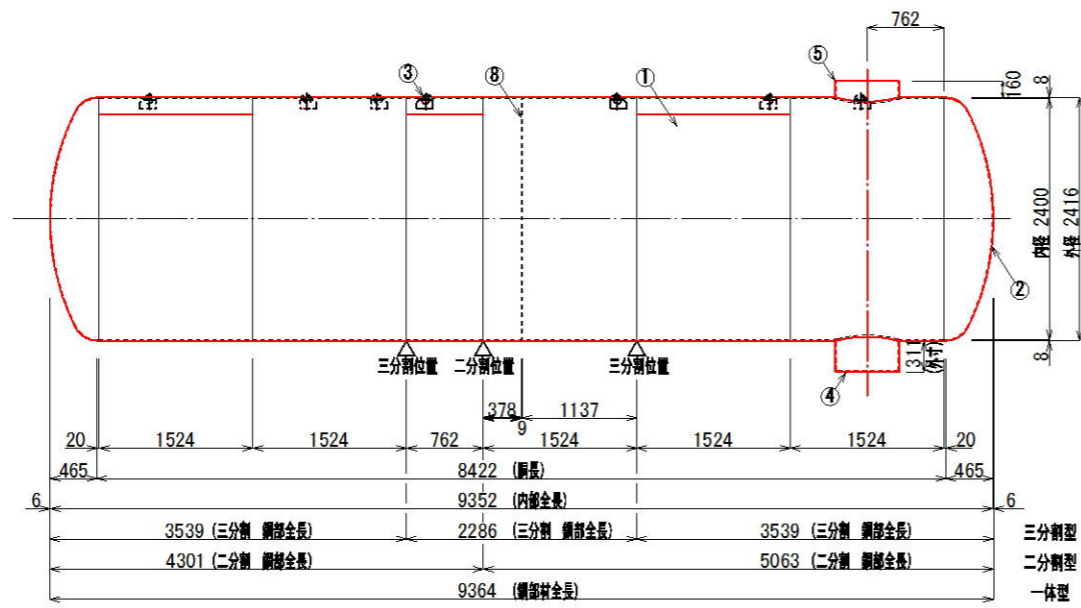 762
⑤
③
⑧
①
160
8
内径 2400
外径 2416
②
311
(外寸)
8
④
三分割位置
二分割位置
三分割位置
378
1137
9
20
1524
1524
762
1524
1524
1524
20
465
8422 (胴長)
465
6
9352 (内部全長)
6
3539 (三分割 鋼部全長)
2286 (三分割 鋼部全長)
3539 (三分割 鋼部全長)
三分割型
4301 (二分割 鋼部全長)
5063 (二分割 鋼部全長)
二分割型
9364 (鋼部材全長)
一体型